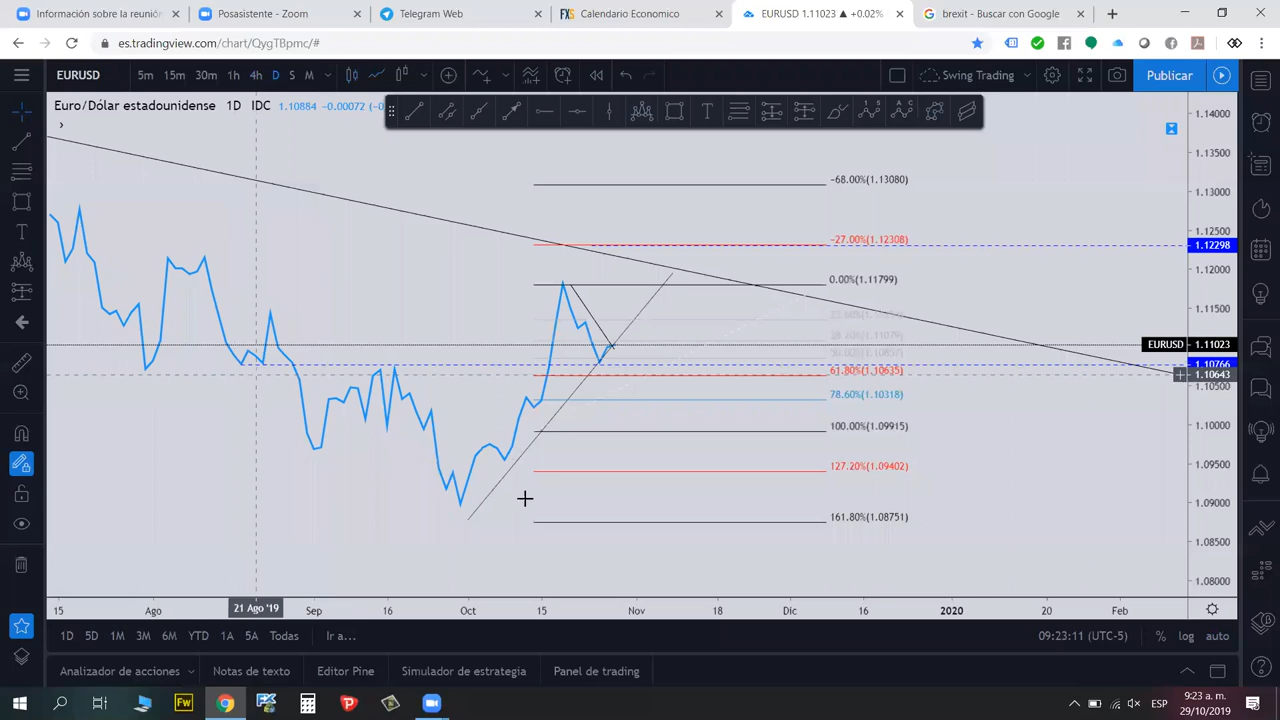 Información sobre la reunión
Posasistente - Zoom
Telegram Web
Calendario Economico
EURUSD 1.11023 ▲ +0.02%
brexit - Buscar con Google
es.tradingview.com/chart/QygTBpmc/#
EURUSD
5m 15m 30m 1h 4h D S M
Swing Trading
Publicar
Euro/Dólar estadounidense 1D IDC 1.10884 -0.00072
1.14000
1.13500
1.13000
1.12500
1.12298
1.12000
1.11500
EURUSD 1.11023
1.10766
1.10643
1.10500
1.10000
1.09500
1.09000
1.08500
1.08000
-68.00%(1.13080)
-27.00%(1.12308)
0.00%(1.11799)
61.80%(1.10635)
78.60%(1.10318)
100.00%(1.09915)
127.20%(1.09402)
161.80%(1.08751)
15 Ago 21 Ago '19 Sep 16 Oct 15 Nov 18 Dic 16 2020 20 Feb
1D 5D 1M 3M 6M YTD 1A 5A Todas Ir a...
09:23:11 (UTC-5) % log auto
Analizador de acciones Notas de texto Editor Pine Simulador de estrategia Panel de trading
ESP
9:23 a. m.
29/10/2019